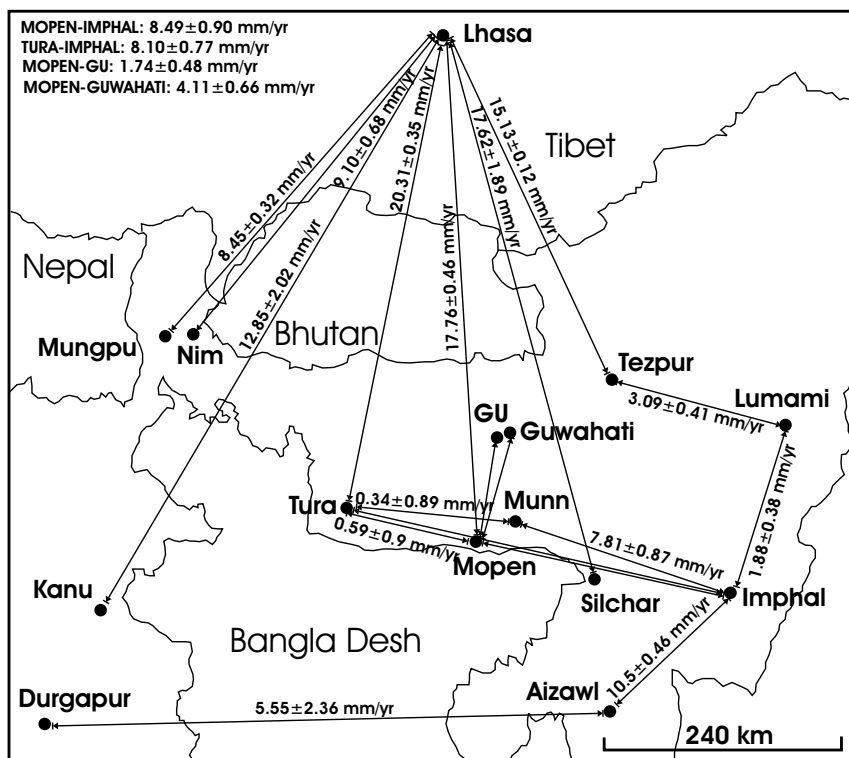 MOPEN-IMPHAL: 8.49±0.90 mm/yr
TURA-IMPHAL: 8.10±0.77 mm/yr
MOPEN-GU: 1.74±0.48 mm/yr
MOPEN-GUWAHATI: 4.11±0.66 mm/yr
Lhasa
Tibet
8.45±0.32 mm/yr
9.10±0.68 mm/yr
12.85±2.02 mm/yr
20.31±0.35 mm/yr
17.76±0.46 mm/yr
17.62±1.89 mm/yr
15.13±0.12 mm/yr
Nepal
Bhutan
Mungpu
Nim
Tezpur
3.09±0.41 mm/yr
Lumami
GU
Guwahati
Tura
0.34±0.89 mm/yr
Munn
0.59±0.9 mm/yr
7.81±0.87 mm/yr
1.88±0.38 mm/yr
Mopen
Kanu
Silchar
Imphal
Bangla Desh
10.5±0.46 mm/yr
Durgapur
Aizawl
5.55±2.36 mm/yr
240 km